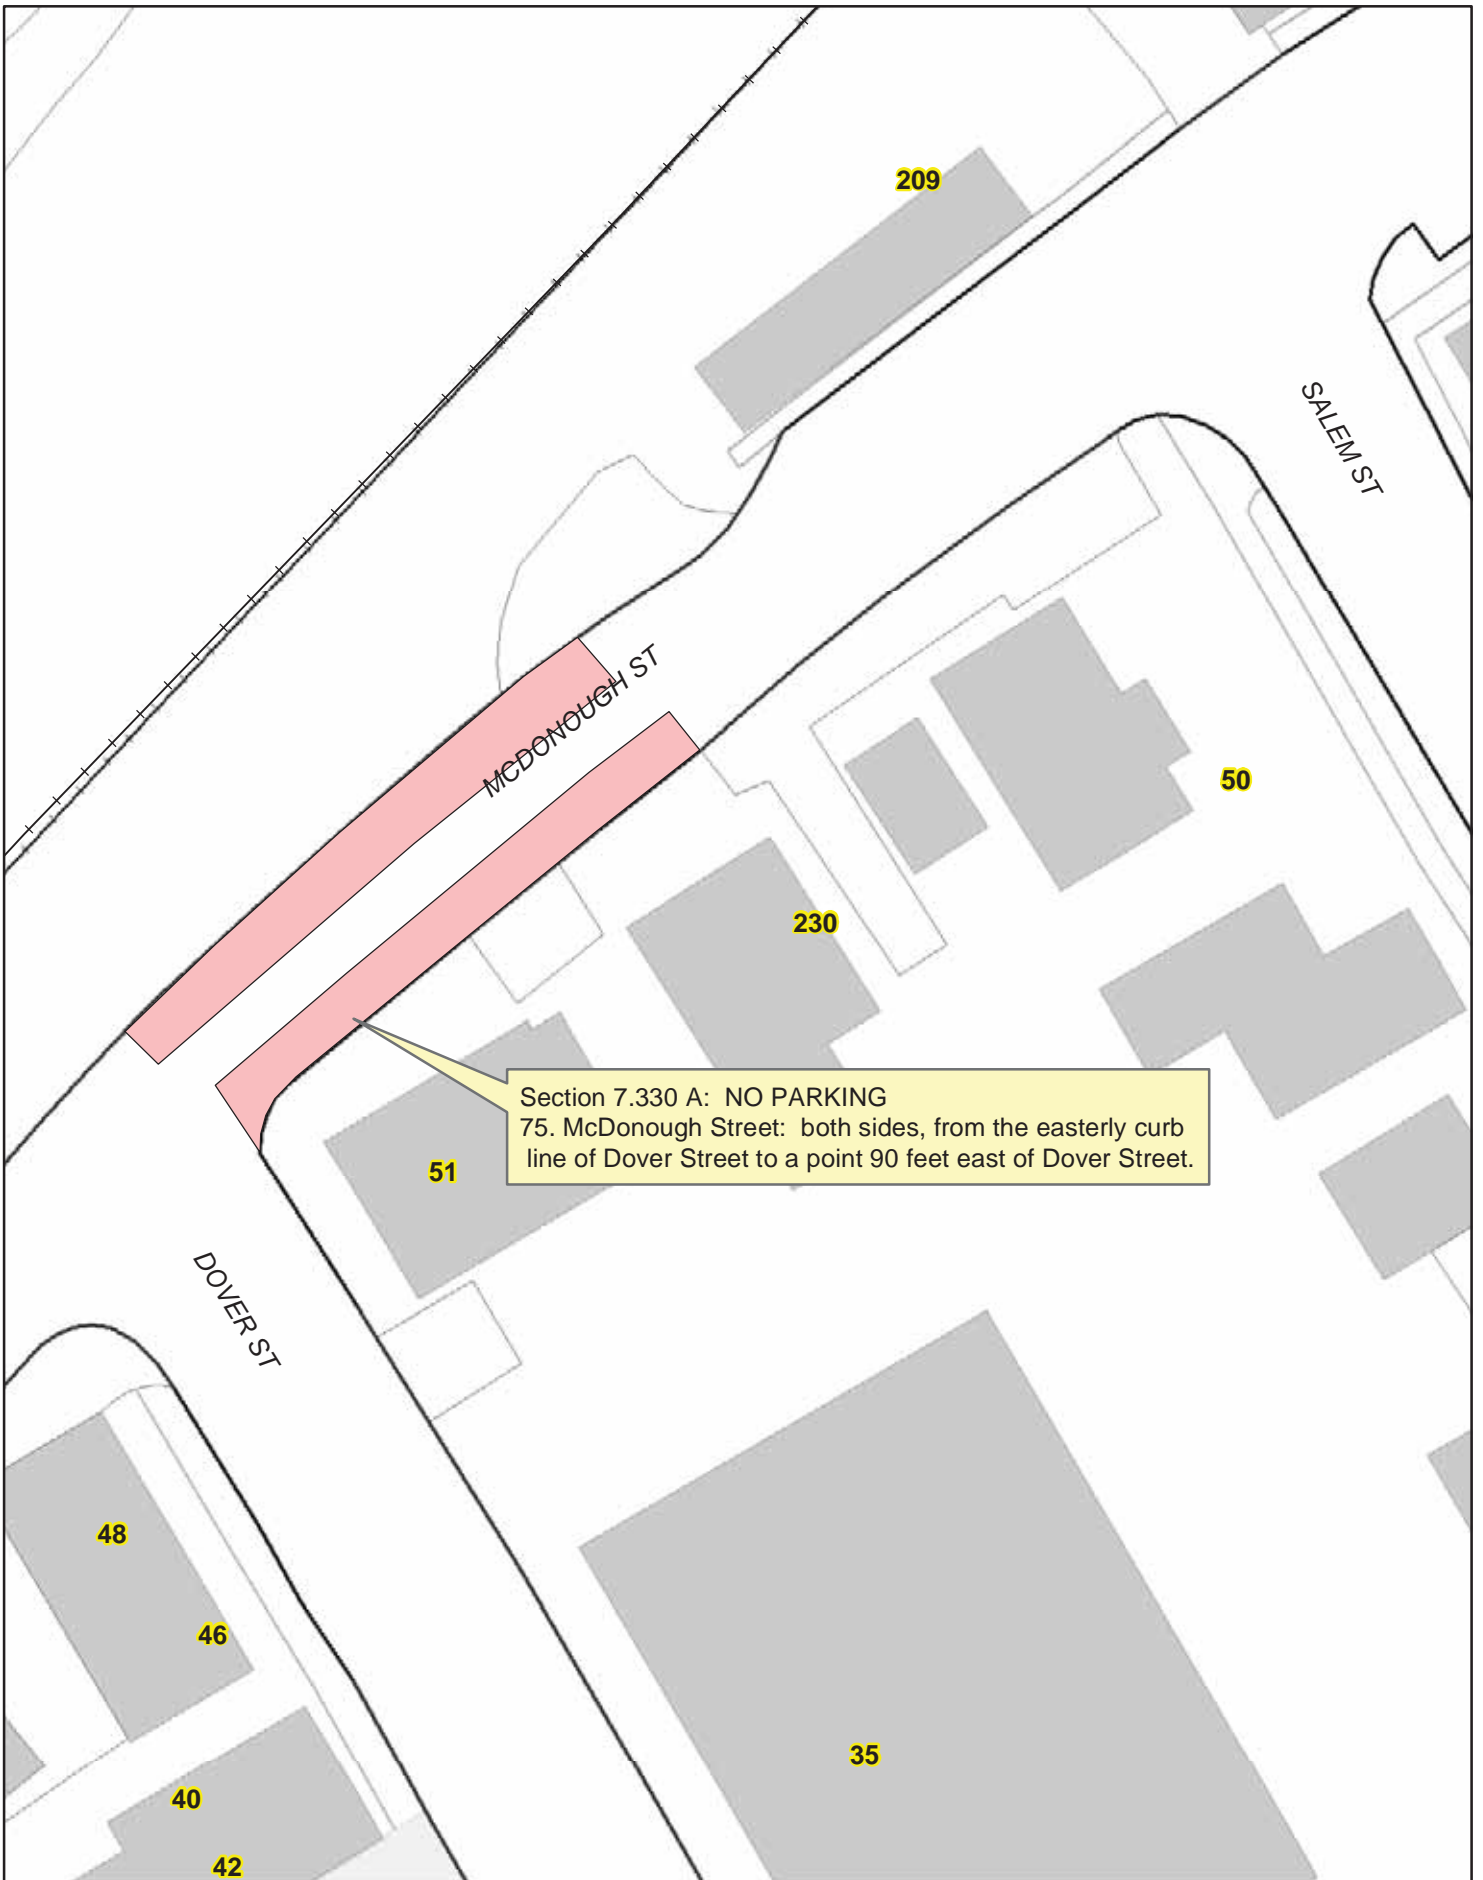 209
SALEM ST
MCDONOUGH ST
50
230
Section 7.330 A:  NO PARKING
75. McDonough Street:  both sides, from the easterly curb
line of Dover Street to a point 90 feet east of Dover Street.
51
DOVER ST
48
46
35
40
42